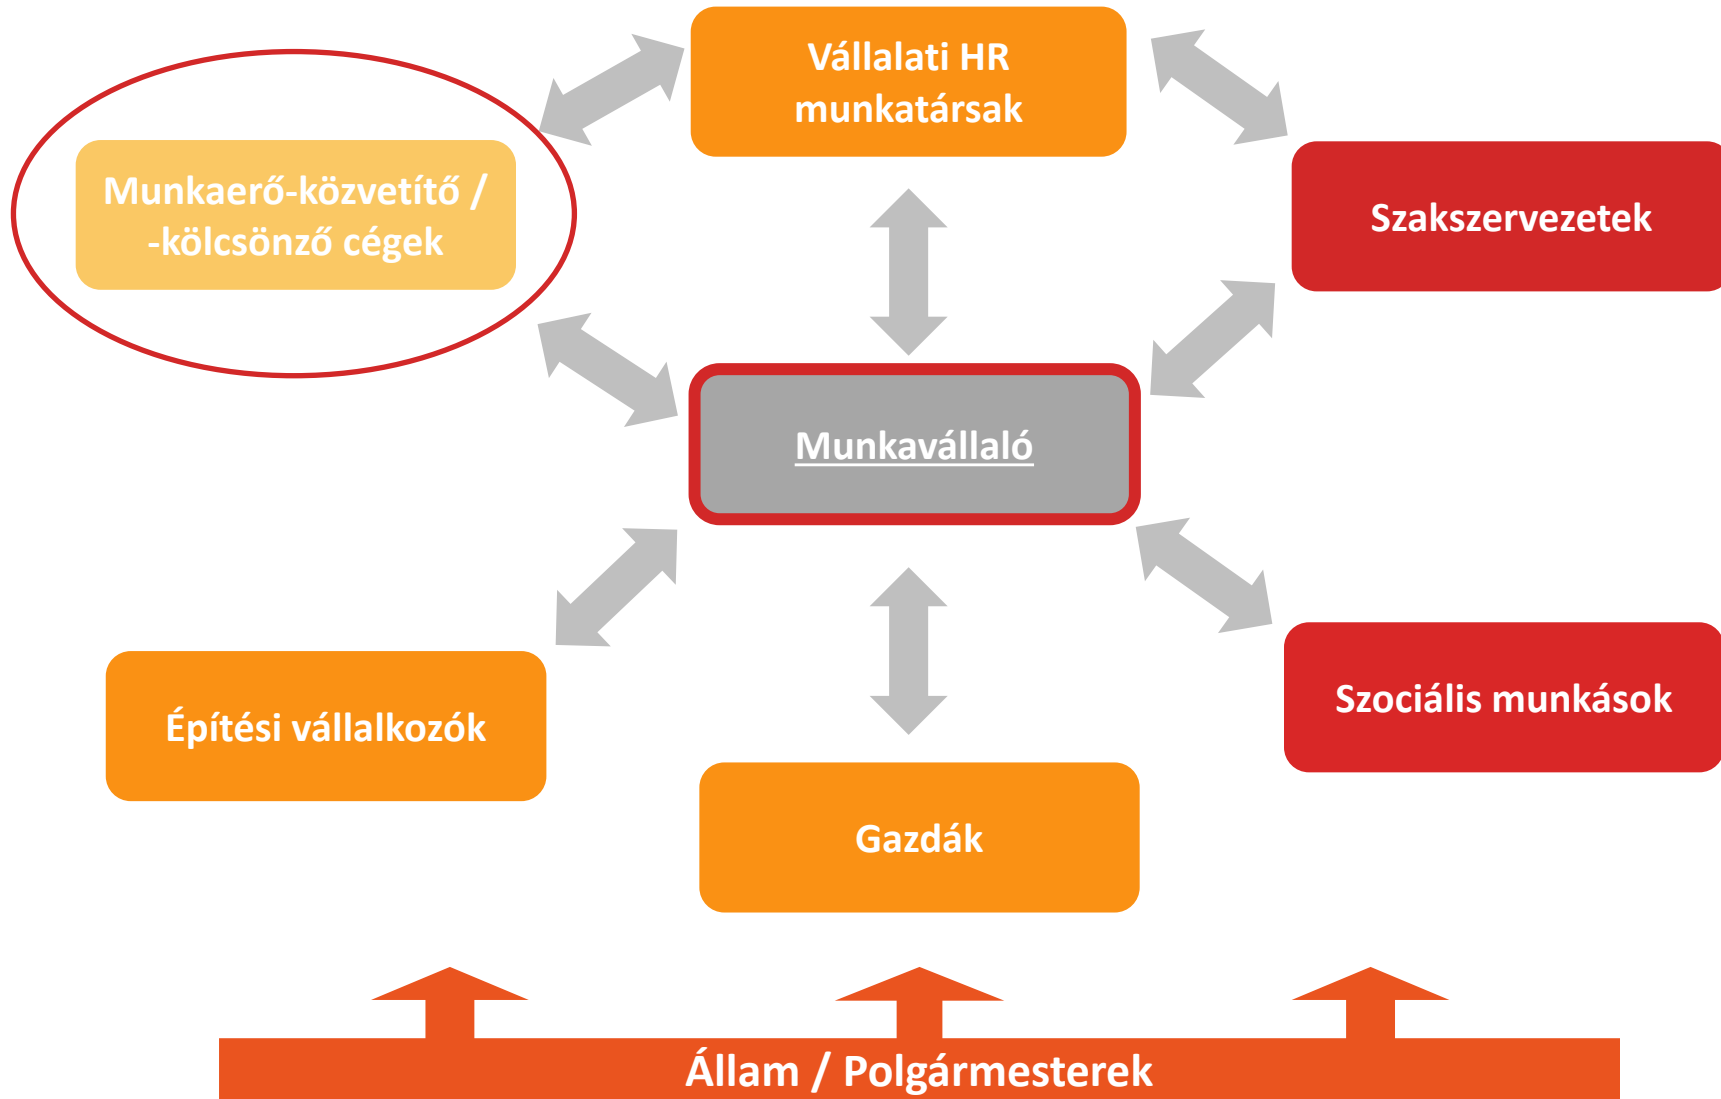 Vállalati HR
munkatársak
Munkaerő-közvetítő /
-kölcsönző cégek
Szakszervezetek
Munkavállaló
Építési vállalkozók
Szociális munkások
Gazdák
Állam / Polgármesterek